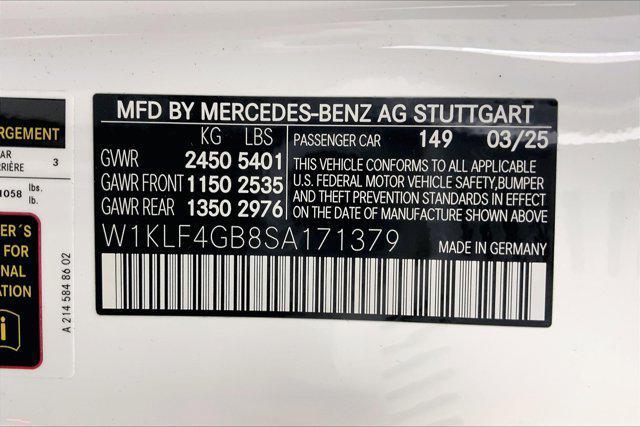 MFD BY MERCEDES-BENZ AG STUTTGART
KG LBS
GVWR 2450 5401
GAWR FRONT 1150 2535
GAWR REAR 1350 2976
PASSENGER CAR 149 03/25
THIS VEHICLE CONFORMS TO ALL APPLICABLE
U.S. FEDERAL MOTOR VEHICLE SAFETY,BUMPER
AND THEFT PREVENTION STANDARDS IN EFFECT
ON THE DATE OF MANUFACTURE SHOWN ABOVE
W1KLF4GB8SA171379
MADE IN GERMANY
RGEMENT
AR 3
RRIÈRE
1058 lbs.
lb.
ER´S
FOR
NAL
ATION
i
A 214 584 86 02